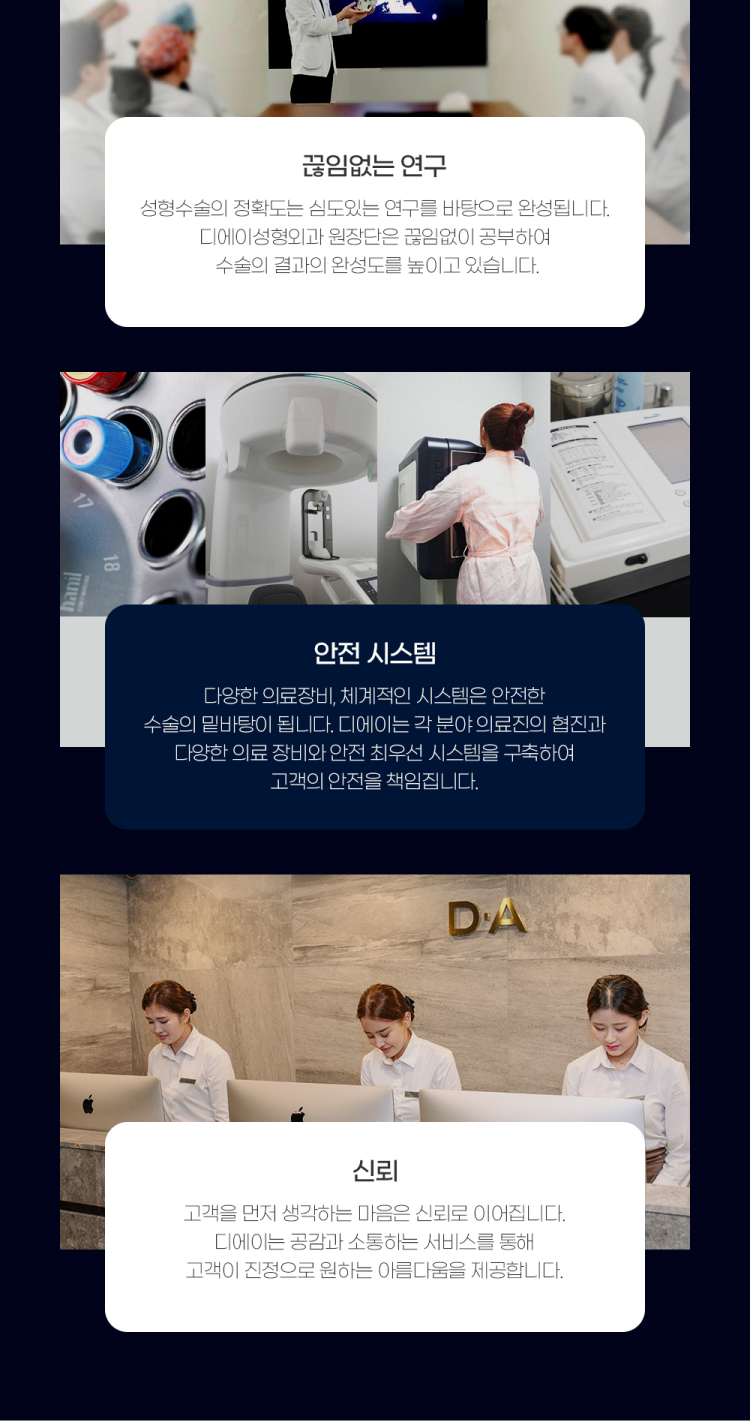 끊임없는 연구
성형수술의 정확도는 심도있는 연구를 바탕으로 완성됩니다.
디에이성형외과 원장단은 끊임없이 공부하여
수술의 결과의 완성도를 높이고 있습니다.
17
18
hanil
안전 시스템
다양한 의료장비, 체계적인 시스템은 안전한
수술의 밑바탕이 됩니다. 디에이는 각 분야 의료진의 협진과
다양한 의료 장비와 안전 최우선 시스템을 구축하여
고객의 안전을 책임집니다.
D·A
신뢰
고객을 먼저 생각하는 마음은 신뢰로 이어집니다.
디에이는 공감과 소통하는 서비스를 통해
고객이 진정으로 원하는 아름다움을 제공합니다.